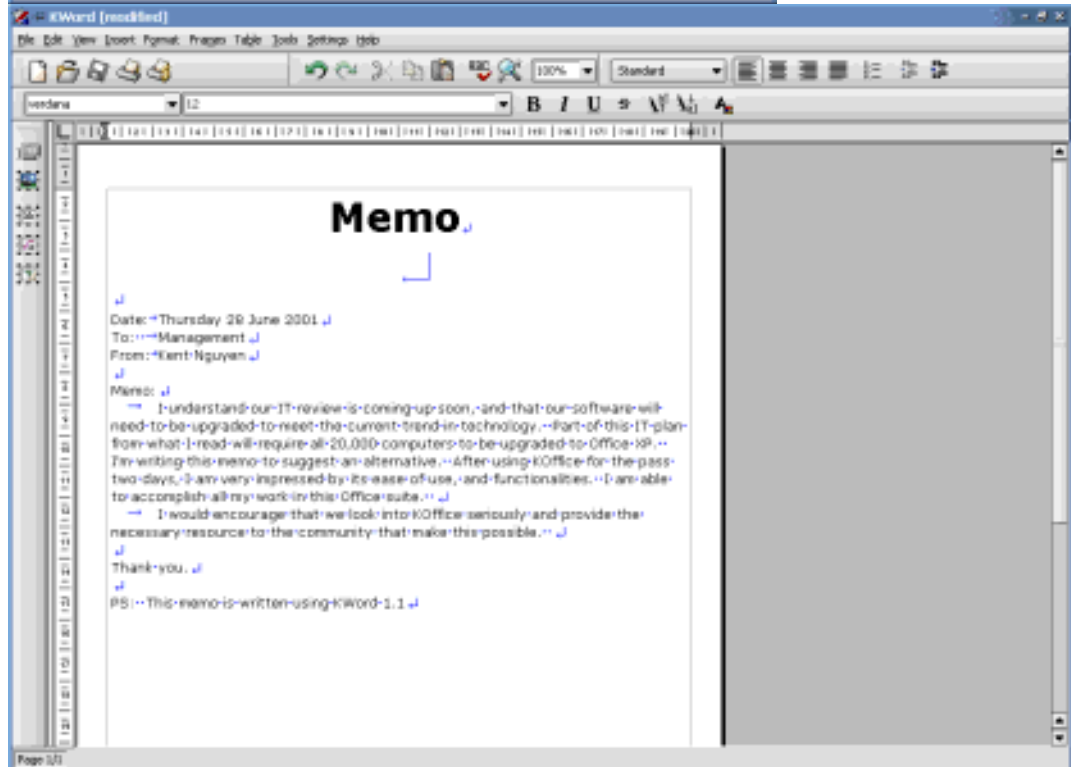 KWord [modified]
File Edit View Insert Format Frames Table Tools Settings Help
100% Standard
verdana 12
B I U
Memo
Date: Thursday 28 June 2001
To: Management
From: Kent Nguyen
Memo:
I understand our IT review is coming up soon, and that our software will
need to be upgraded to meet the current trend in technology. Part of this IT plan
from what I read will require all 20,000 computers to be upgraded to Office XP.
I'm writing this memo to suggest an alternative. After using KOffice for the pass
two days, I am very impressed by its ease of use, and functionalities. I am able
to accomplish all my work in this Office suite.
I would encourage that we look into KOffice seriously and provide the
necessary resource to the community that make this possible.
Thank you.
PS: This memo is written using KWord 1.1
Page 1/1